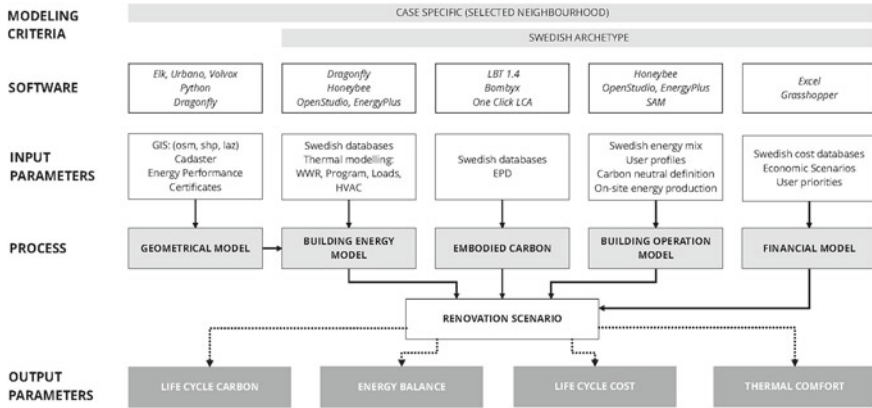 MODELING
CRITERIA
CASE SPECIFIC (SELECTED NEIGHBOURHOOD)
SWEDISH ARCHETYPE
SOFTWARE
Elk, Urbano, Volvox
Python
Dragonfly
Dragonfly
Honeybee
OpenStudio, EnergyPlus
LBT 1.4
Bombyx
One Click LCA
Honeybee
OpenStudio, EnergyPlus
SAM
Excel
Grasshopper
INPUT
PARAMETERS
GIS: (osm, shp, laz)
Cadaster
Energy Performance
Certificates
Swedish databases
Thermal modelling:
WWR, Program, Loads,
HVAC
Swedish databases
EPD
Swedish energy mix
User profiles
Carbon neutral definition
On-site energy production
Swedish cost databases
Economic Scenarios
User priorities
PROCESS
GEOMETRICAL MODEL
BUILDING ENERGY
MODEL
EMBODIED CARBON
BUILDING OPERATION
MODEL
FINANCIAL MODEL
RENOVATION SCENARIO
OUTPUT
PARAMETERS
LIFE CYCLE CARBON
ENERGY BALANCE
LIFE CYCLE COST
THERMAL COMFORT